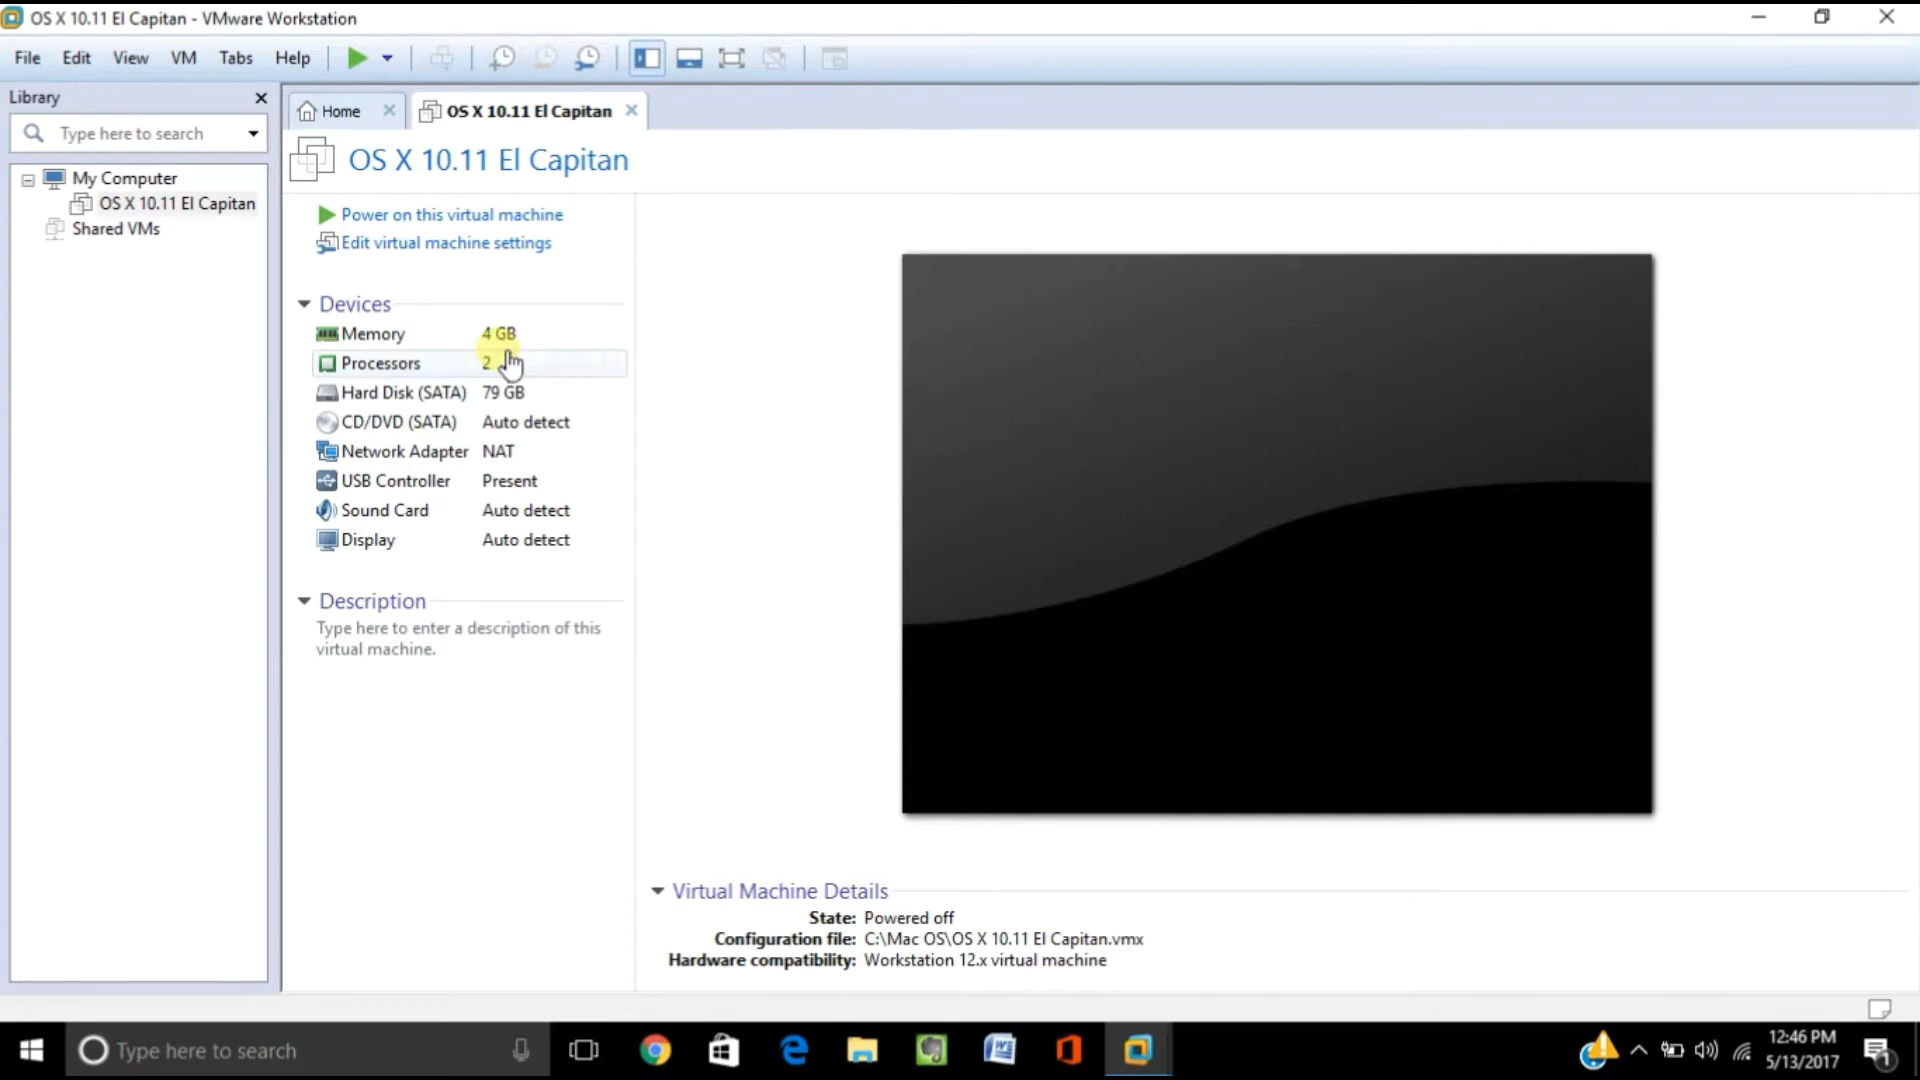 OS X 10.11 El Capitan - VMware Workstation
File Edit View VM Tabs Help
Library
Type here to search
My Computer
OS X 10.11 El Capitan
Shared VMs
Home
OS X 10.11 El Capitan
OS X 10.11 El Capitan
Power on this virtual machine
Edit virtual machine settings
Devices
Memory 4 GB
Processors 2
Hard Disk (SATA) 79 GB
CD/DVD (SATA) Auto detect
Network Adapter NAT
USB Controller Present
Sound Card Auto detect
Display Auto detect
Description
Type here to enter a description of this
virtual machine.
Virtual Machine Details
State: Powered off
Configuration file: C:\Mac OS\OS X 10.11 El Capitan.vmx
Hardware compatibility: Workstation 12.x virtual machine
Type here to search
12:46 PM
5/13/2017
1